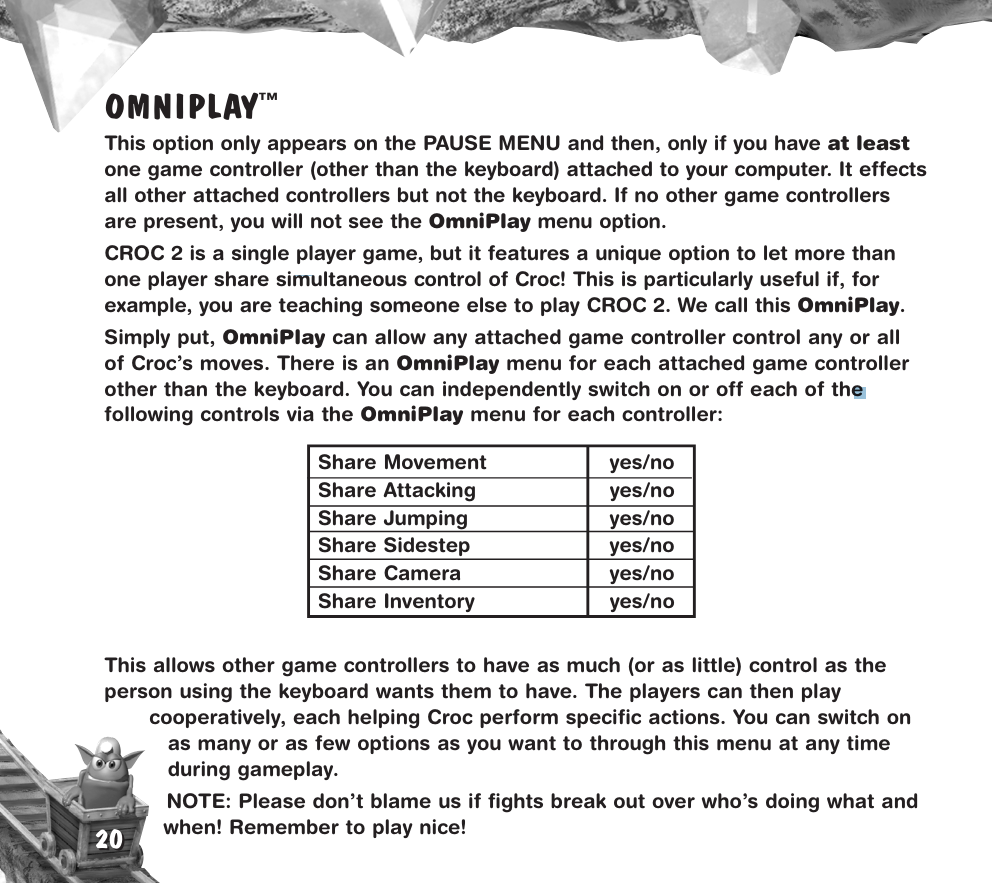 OMNIPLAY™
This option only appears on the PAUSE MENU and then, only if you have at least
one game controller (other than the keyboard) attached to your computer. It effects
all other attached controllers but not the keyboard. If no other game controllers
are present, you will not see the OmniPlay menu option.
CROC 2 is a single player game, but it features a unique option to let more than
one player share simultaneous control of Croc! This is particularly useful if, for
example, you are teaching someone else to play CROC 2. We call this OmniPlay.
Simply put, OmniPlay can allow any attached game controller control any or all
of Croc’s moves. There is an OmniPlay menu for each attached game controller
other than the keyboard. You can independently switch on or off each of the
following controls via the OmniPlay menu for each controller:
Share Movement yes/no
Share Attacking yes/no
Share Jumping yes/no
Share Sidestep yes/no
Share Camera yes/no
Share Inventory yes/no
This allows other game controllers to have as much (or as little) control as the
person using the keyboard wants them to have. The players can then play
cooperatively, each helping Croc perform specific actions. You can switch on
as many or as few options as you want to through this menu at any time
during gameplay.
NOTE: Please don’t blame us if fights break out over who’s doing what and
when! Remember to play nice!
20